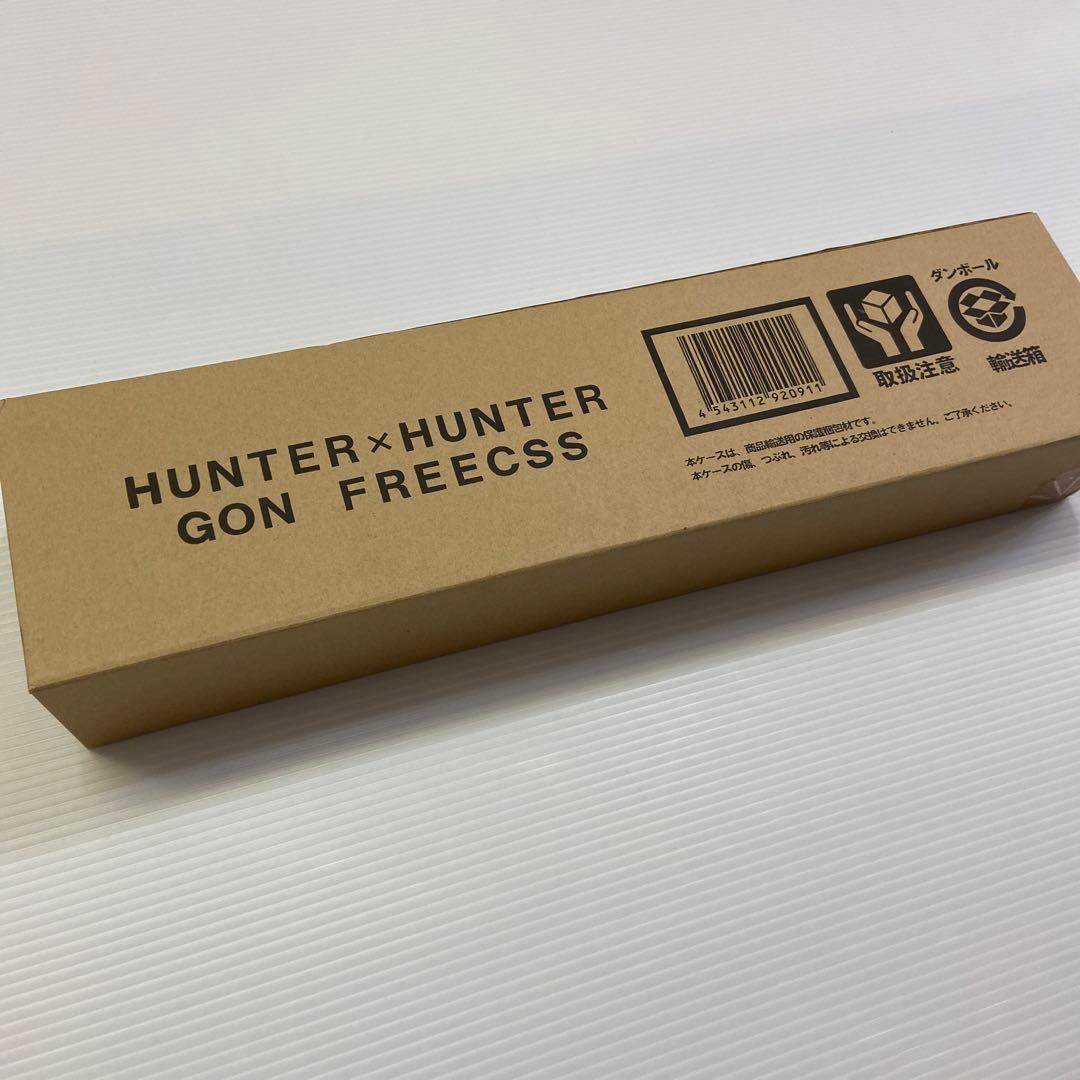 HUNTER×HUNTER
GON FREECSS
4 543112 920911
取扱注意
ダンボール
輸送箱
本ケースは、商品輸送用の保護梱包材です。
本ケースの傷、つぶれ、汚れ等による交換はできません。ご了承ください。